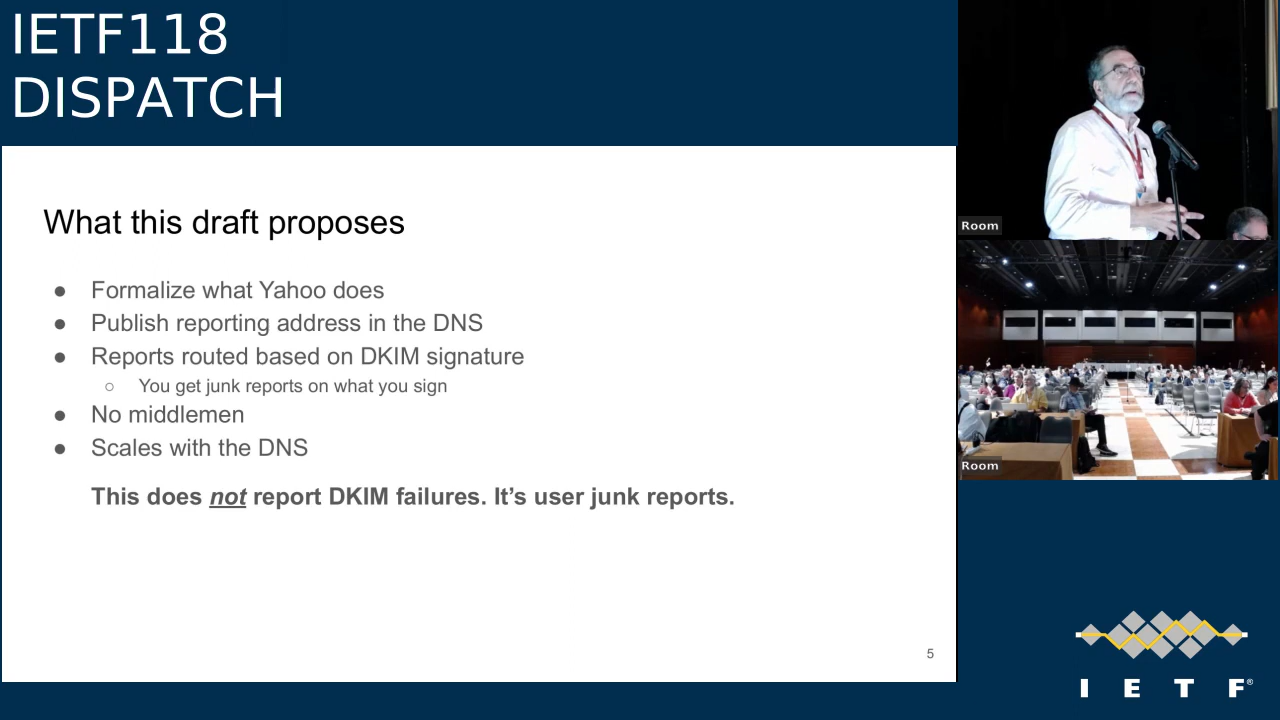 IETF118
DISPATCH
What this draft proposes
● Formalize what Yahoo does
● Publish reporting address in the DNS
● Reports routed based on DKIM signature
○ You get junk reports on what you sign
● No middlemen
● Scales with the DNS
This does not report DKIM failures. It’s user junk reports.
5
Room
Room
I E T F®